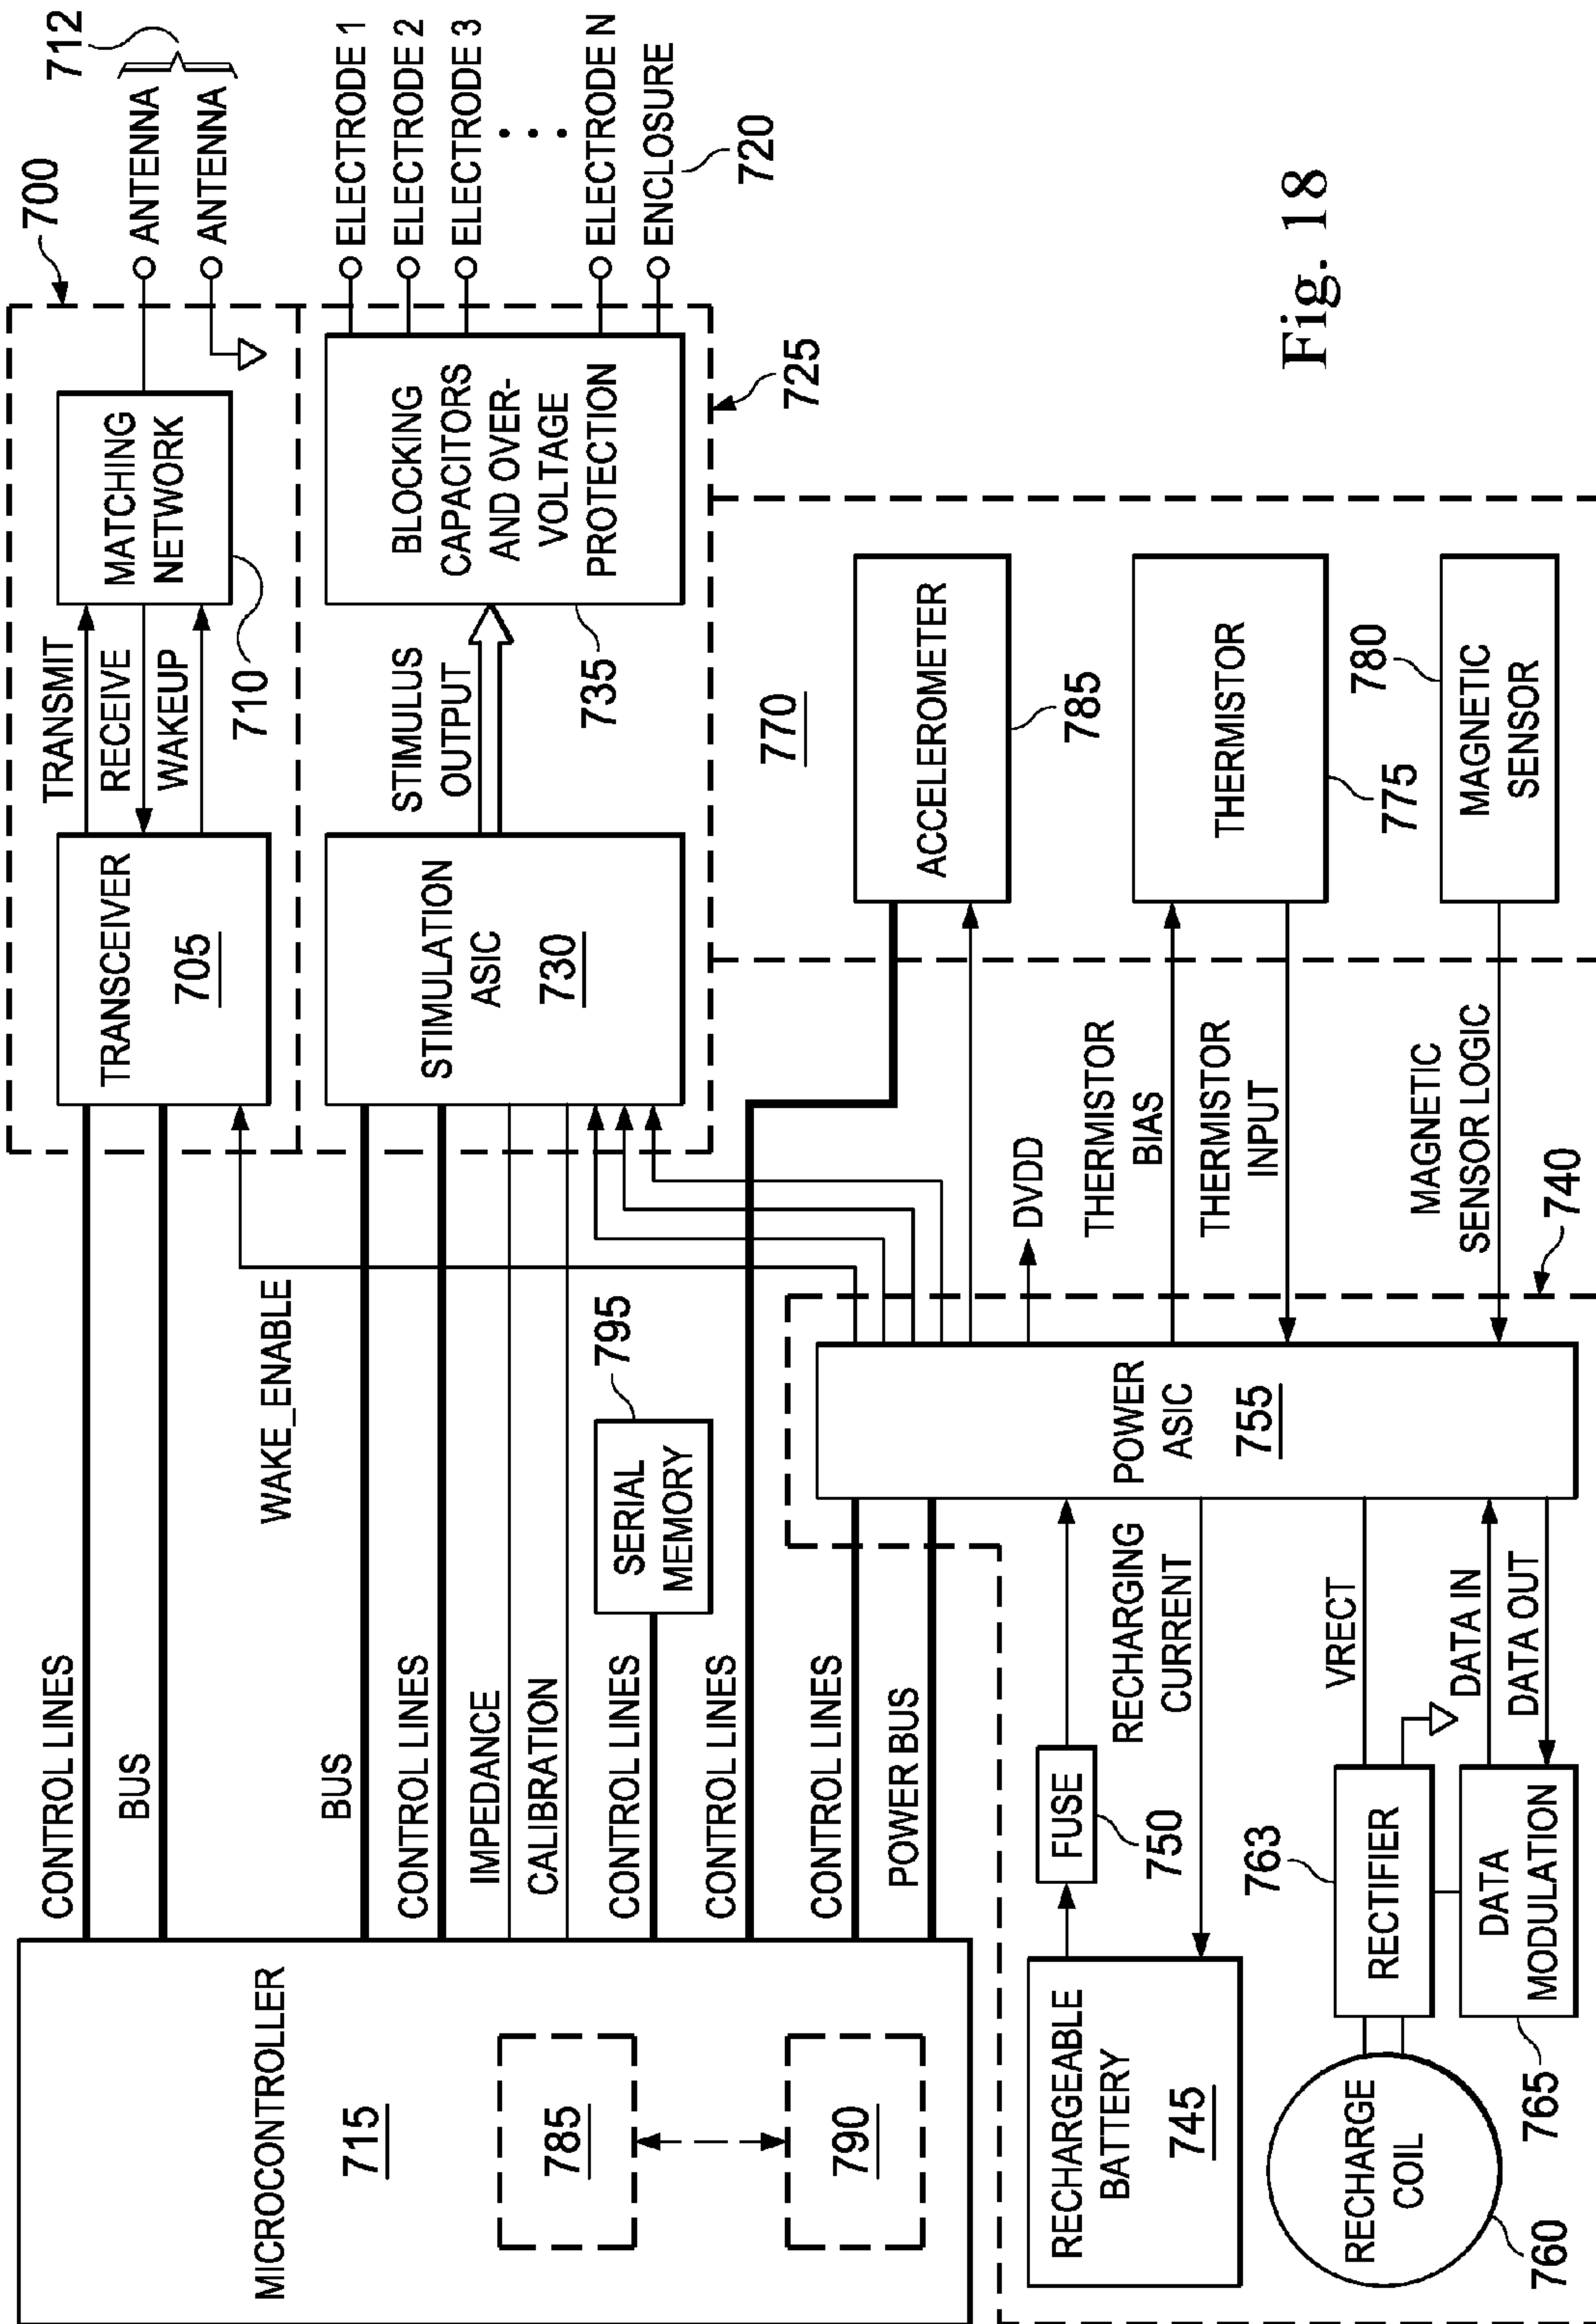 700
712
ANTENNA
ANTENNA
MATCHING
NETWORK
710
TRANSMIT
RECEIVE
WAKEUP
TRANSCEIVER
705
CONTROL LINES
BUS
WAKE_ENABLE
ELECTRODE 1
ELECTRODE 2
ELECTRODE 3
ELECTRODE N
ENCLOSURE
720
725
BLOCKING
CAPACITORS
AND OVER-
VOLTAGE
PROTECTION
735
STIMULUS
OUTPUT
STIMULATION
ASIC
730
BUS
CONTROL LINES
IMPEDANCE
CALIBRATION
CONTROL LINES
SERIAL
MEMORY
795
CONTROL LINES
CONTROL LINES
POWER BUS
MICROCONTROLLER
715
785
790
770
ACCELEROMETER
785
THERMISTOR
775
780
MAGNETIC
SENSOR
DVDD
THERMISTOR
BIAS
THERMISTOR
INPUT
MAGNETIC
SENSOR LOGIC
740
POWER
ASIC
755
RECHARGING
CURRENT
VRECT
DATA IN
DATA OUT
FUSE
750
RECHARGEABLE
BATTERY
745
763
RECTIFIER
DATA
MODULATION
765
RECHARGE
COIL
760
Fig. 18